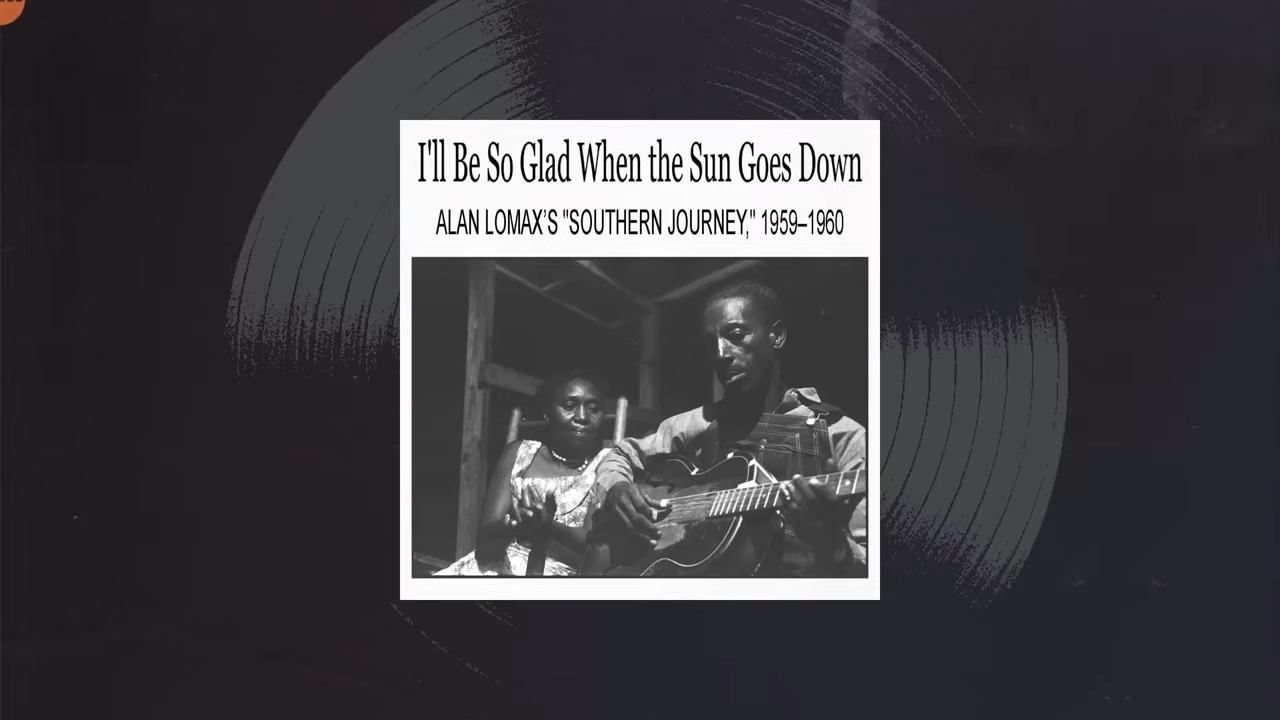 I'll Be So Glad When the Sun Goes Down
ALAN LOMAX’S "SOUTHERN JOURNEY," 1959–1960